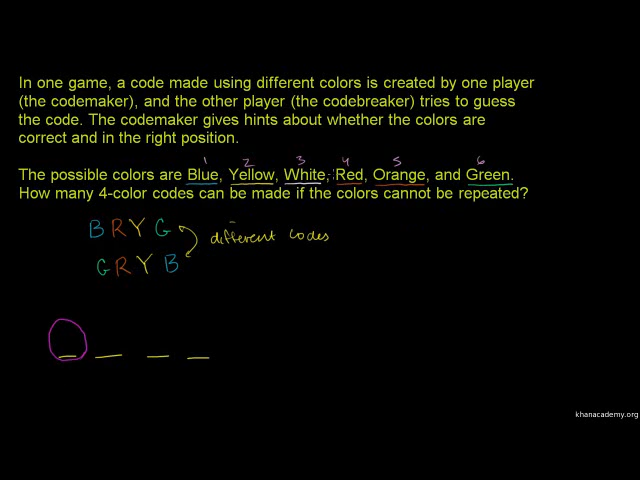 In one game, a code made using different colors is created by one player
(the codemaker), and the other player (the codebreaker) tries to guess
the code. The codemaker gives hints about whether the colors are
correct and in the right position.
1 2 3 4 5 6
The possible colors are Blue, Yellow, White, Red, Orange, and Green.
How many 4-color codes can be made if the colors cannot be repeated?
B R Y G
different codes
G R Y B
khanacademy.org